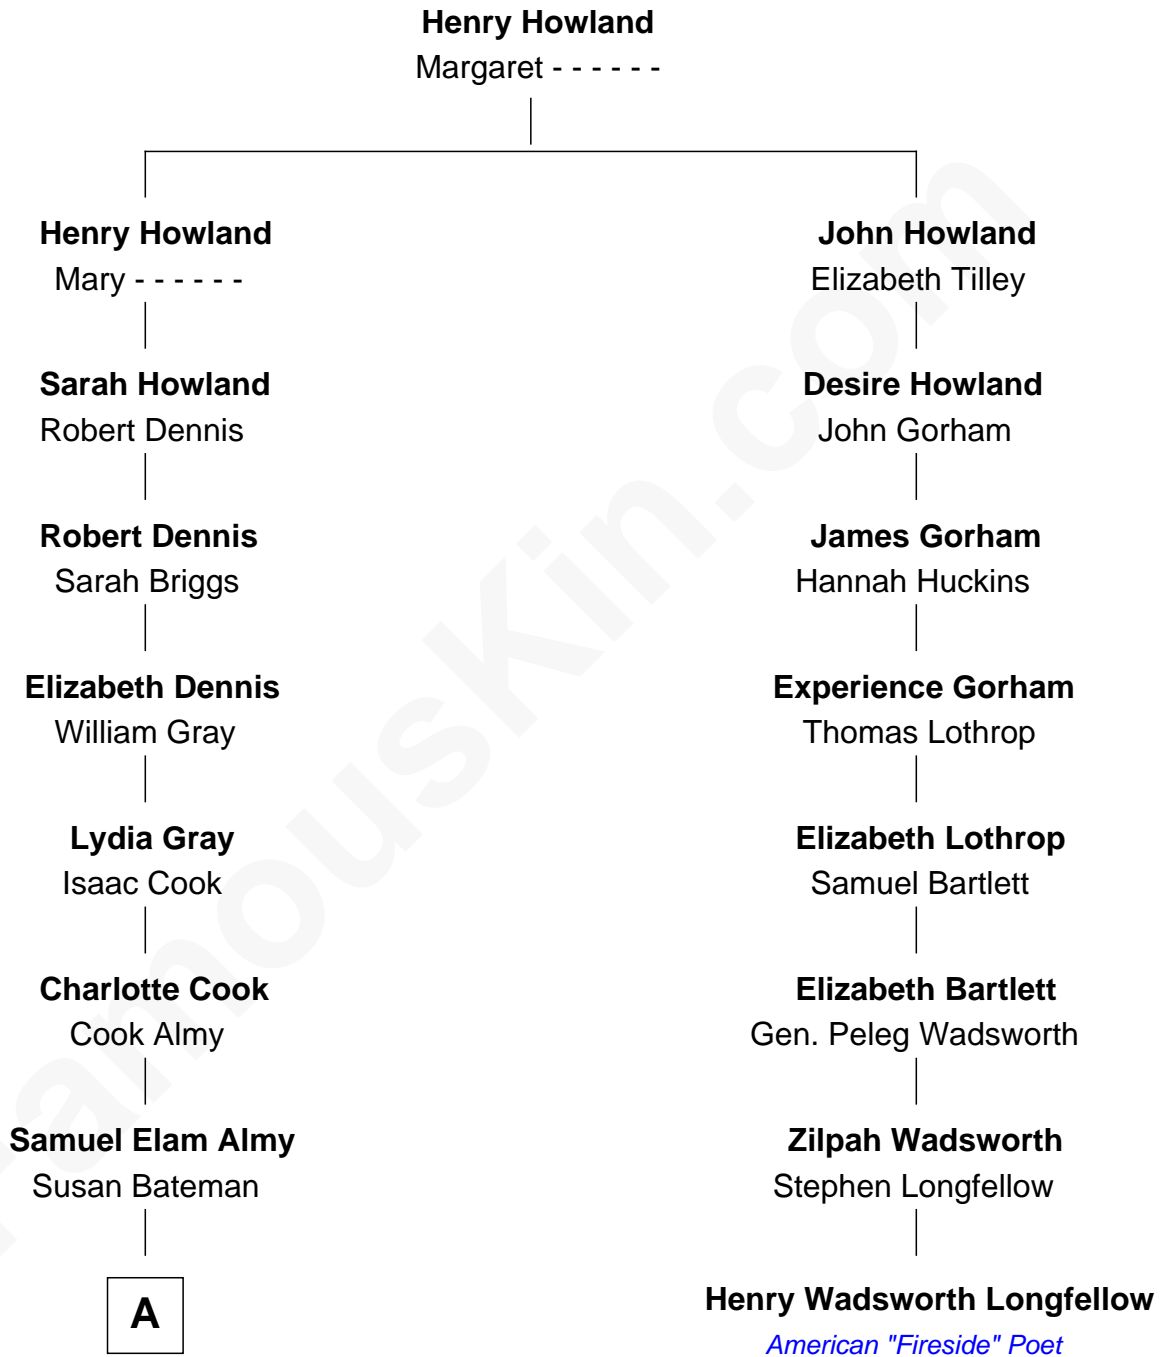 Henry Howland
Margaret - - - - - -
Henry Howland
Mary - - - - - -
John Howland
Elizabeth Tilley
Sarah Howland
Robert Dennis
Desire Howland
John Gorham
Robert Dennis
Sarah Briggs
James Gorham
Hannah Huckins
Elizabeth Dennis
William Gray
Experience Gorham
Thomas Lothrop
Lydia Gray
Isaac Cook
Elizabeth Lothrop
Samuel Bartlett
Charlotte Cook
Cook Almy
Elizabeth Bartlett
Gen. Peleg Wadsworth
Samuel Elam Almy
Susan Bateman
Zilpah Wadsworth
Stephen Longfellow
A
Henry Wadsworth Longfellow
American "Fireside" Poet
FamousKin.com